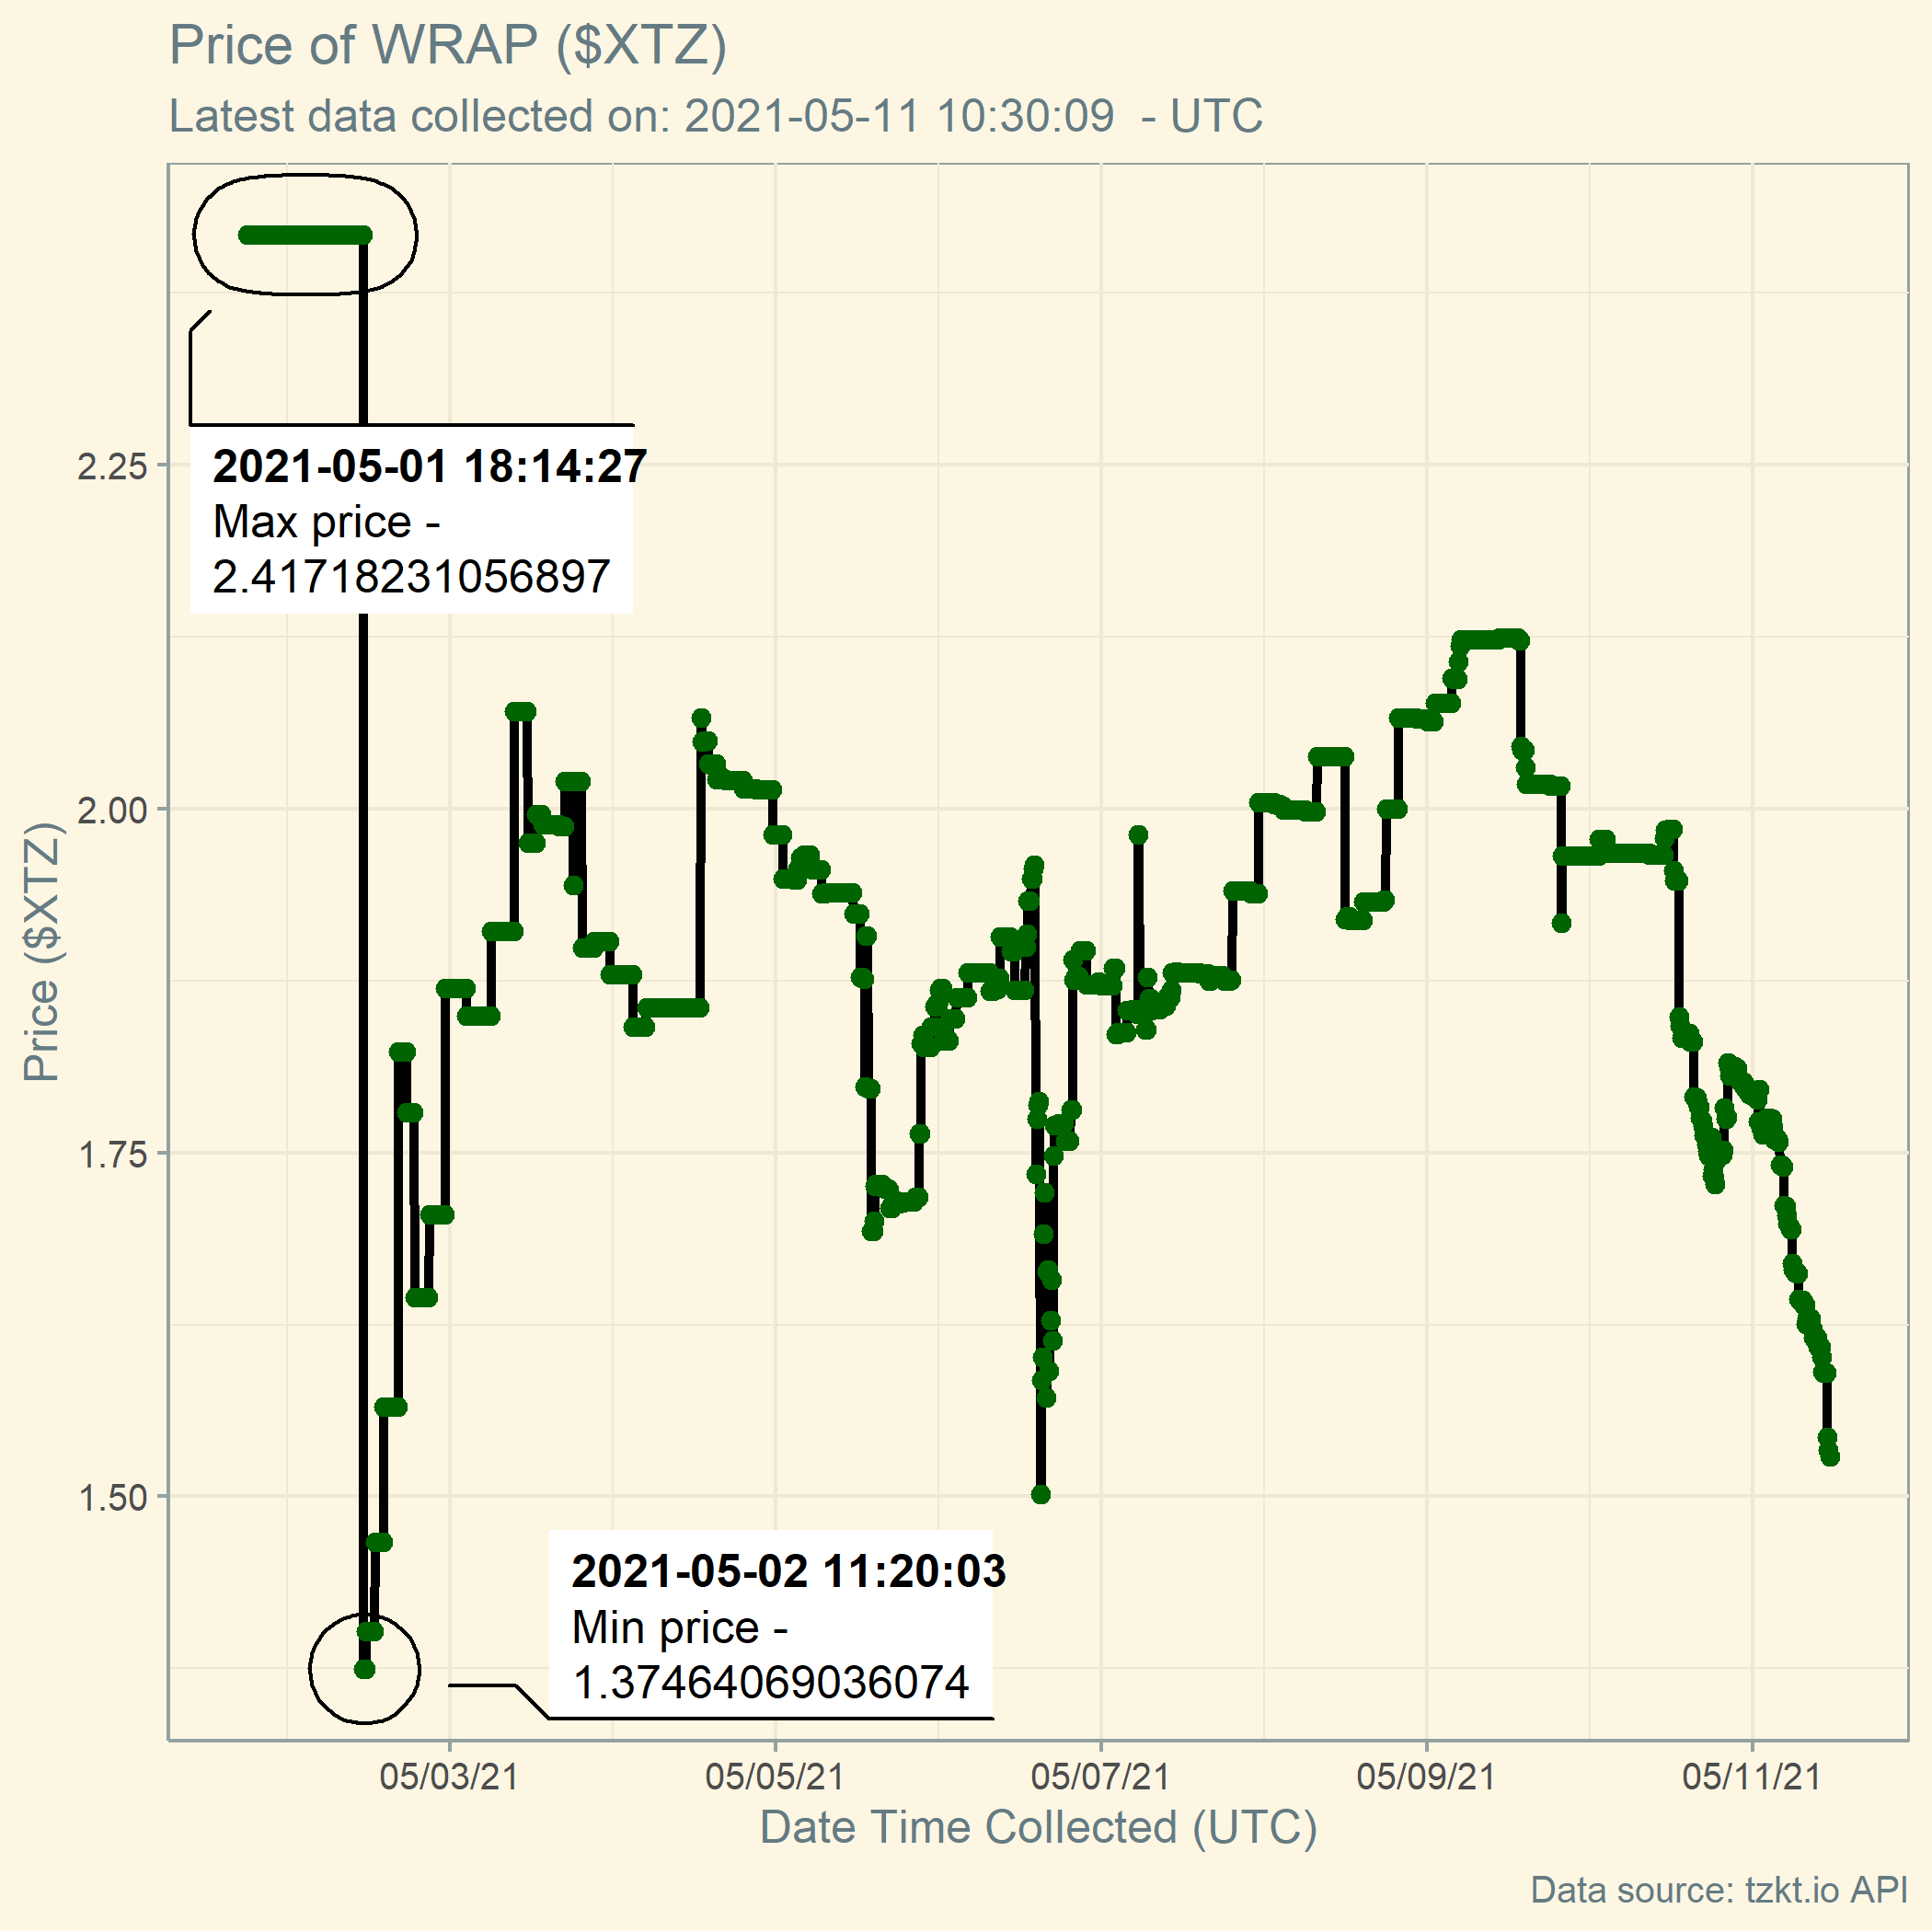 Price of WRAP ($XTZ)
Latest data collected on: 2021-05-11 10:30:09  - UTC
2021-05-01 18:14:27
Max price -
2.41718231056897
2.25
2.00
1.75
1.50
Price ($XTZ)
2021-05-02 11:20:03
Min price -
1.37464069036074
05/03/21
05/05/21
05/07/21
05/09/21
05/11/21
Date Time Collected (UTC)
Data source: tzkt.io API